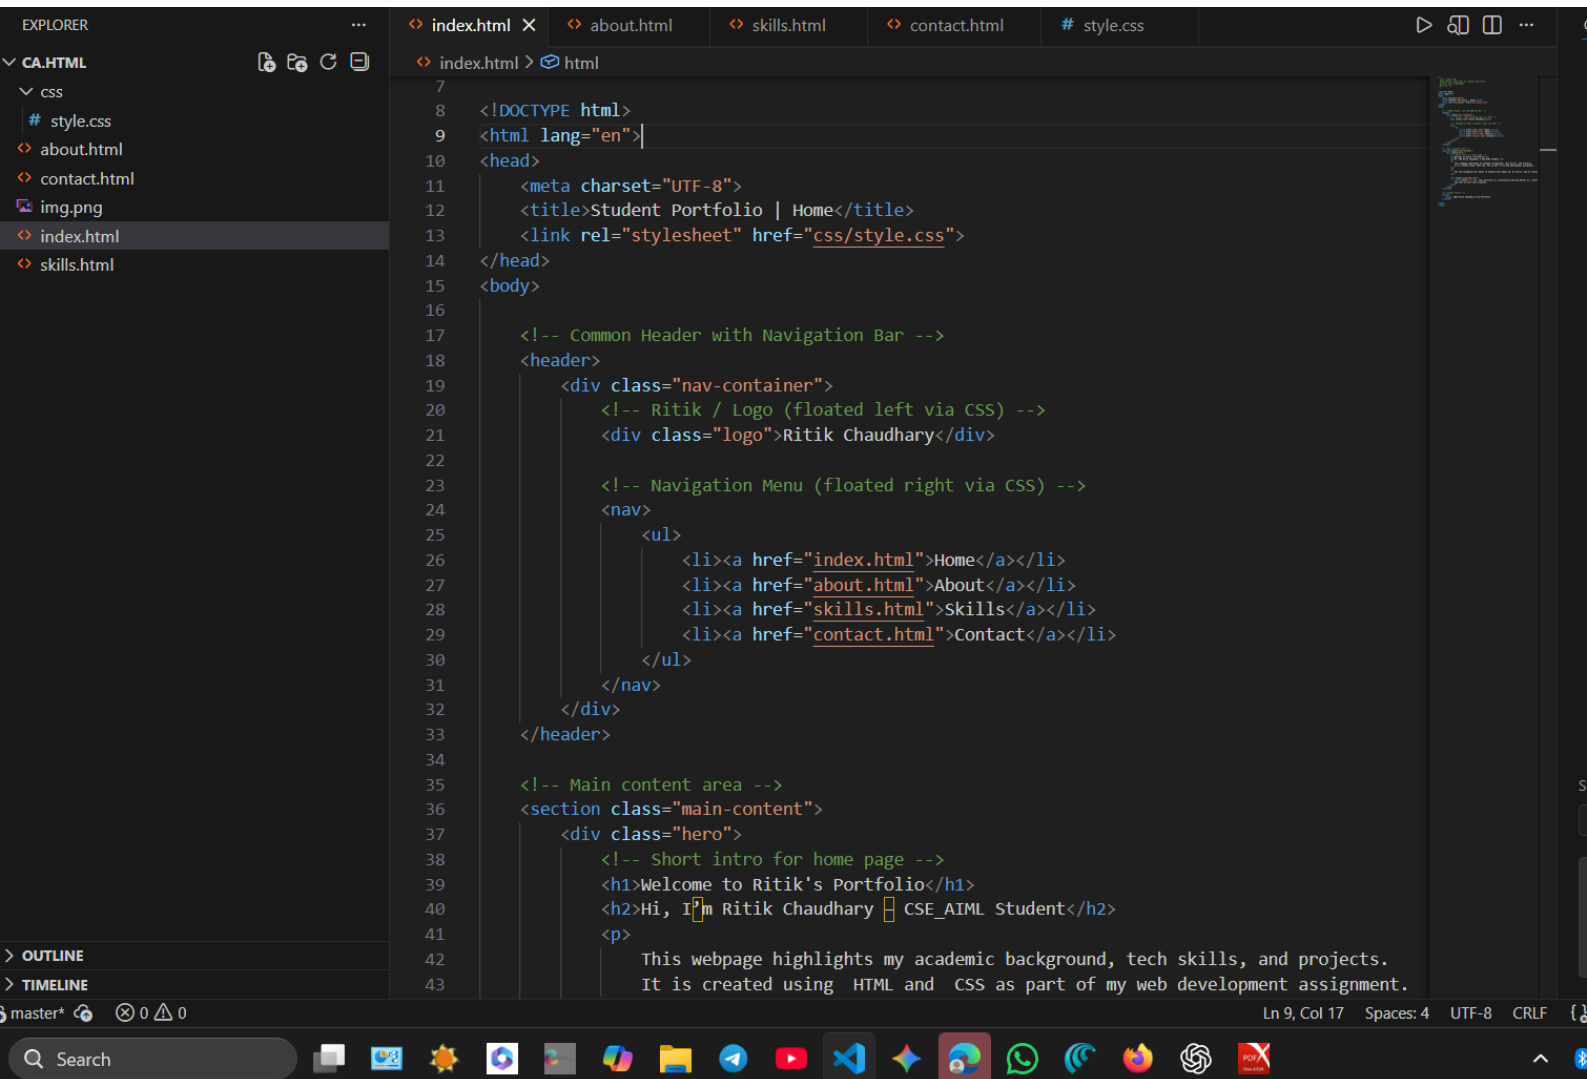 EXPLORER
index.html
about.html
skills.html
contact.html
# style.css
CA.HTML
index.html > html
css
# style.css
about.html
contact.html
img.png
index.html
skills.html
7
8 <!DOCTYPE html>
9 <html lang="en">
10 <head>
11 <meta charset="UTF-8">
12 <title>Student Portfolio | Home</title>
13 <link rel="stylesheet" href="css/style.css">
14 </head>
15 <body>
16
17 <!-- Common Header with Navigation Bar -->
18 <header>
19 <div class="nav-container">
20 <!-- Ritik / Logo (floated left via CSS) -->
21 <div class="logo">Ritik Chaudhary</div>
22
23 <!-- Navigation Menu (floated right via CSS) -->
24 <nav>
25 <ul>
26 <li><a href="index.html">Home</a></li>
27 <li><a href="about.html">About</a></li>
28 <li><a href="skills.html">Skills</a></li>
29 <li><a href="contact.html">Contact</a></li>
30 </ul>
31 </nav>
32 </div>
33 </header>
34
35 <!-- Main content area -->
36 <section class="main-content">
37 <div class="hero">
38 <!-- Short intro for home page -->
39 <h1>Welcome to Ritik's Portfolio</h1>
40 <h2>Hi, I’m Ritik Chaudhary – CSE_AIML Student</h2>
41 <p>
42 This webpage highlights my academic background, tech skills, and projects.
43 It is created using  HTML and  CSS as part of my web development assignment.
OUTLINE
TIMELINE
master* 0 0
Ln 9, Col 17 Spaces: 4 UTF-8 CRLF {
Search
PDF X